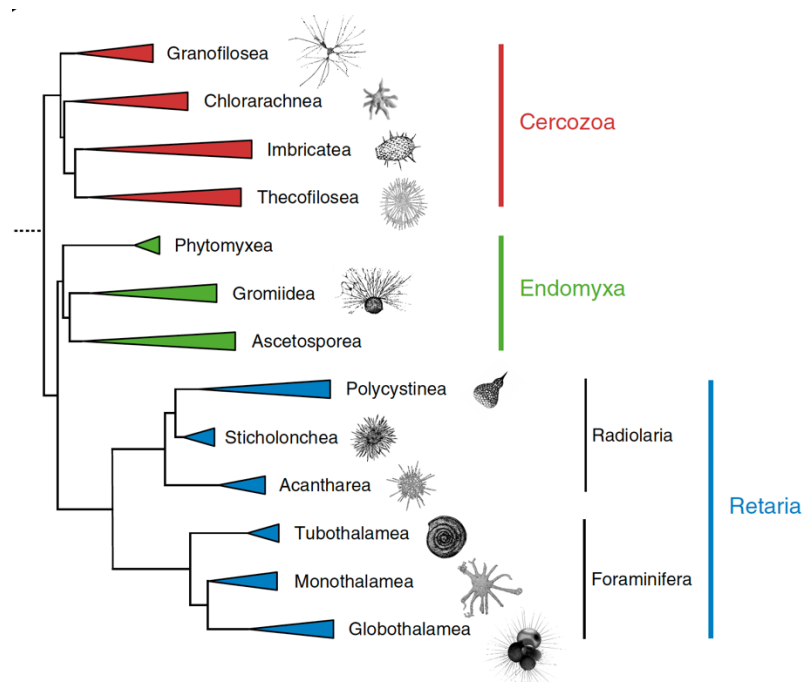 Granofilosea
Chlorarachnea
Imbricatea
Thecofilosea
Cercozoa
Phytomyxea
Gromiidea
Ascetosporea
Endomyxa
Polycystinea
Sticholonchea
Acantharea
Radiolaria
Tubothalamea
Monothalamea
Globothalamea
Foraminifera
Retaria